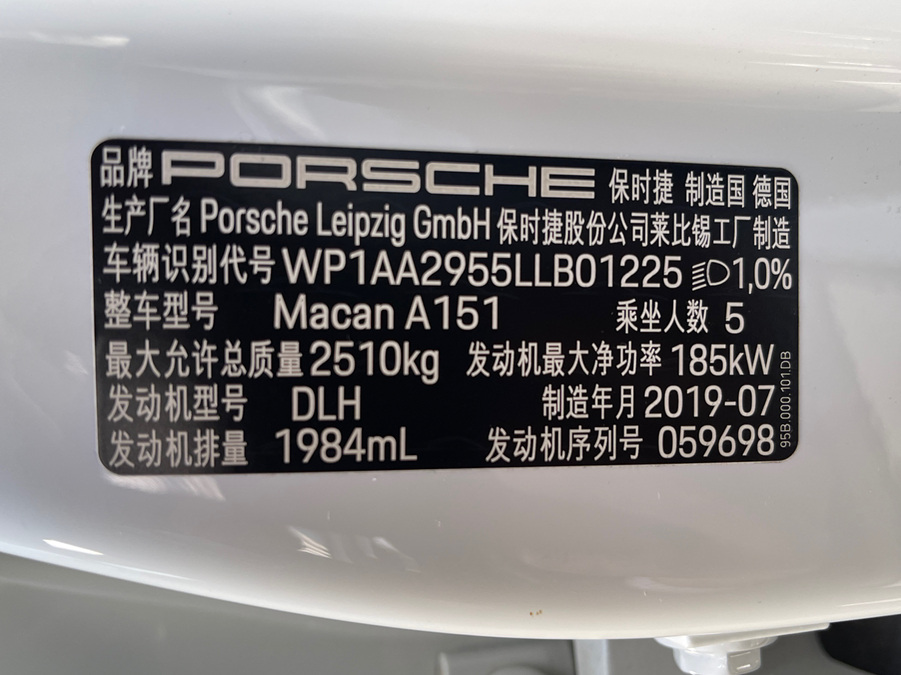 品牌 PORSCHE 保时捷 制造国 德国
生产厂名 Porsche Leipzig GmbH 保时捷股份公司莱比锡工厂制造
车辆识别代号 WP1AA2955LLB01225 1,0%
整车型号 Macan A151 乘坐人数 5
最大允许总质量 2510kg 发动机最大净功率 185kW
发动机型号 DLH 制造年月 2019-07
发动机排量 1984mL 发动机序列号 059698
95B.000.101.DB